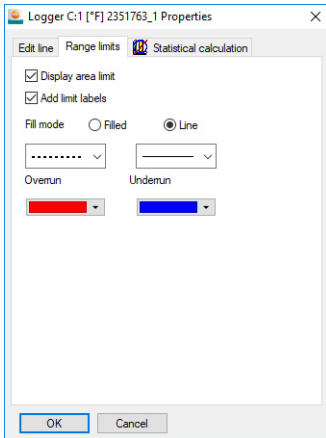 Logger C:1 [°F] 2351763_1 Properties
Edit line Range limits Statistical calculation
Display area limit
Add limit labels
Fill mode Filled Line
Overrun Underrun
OK Cancel